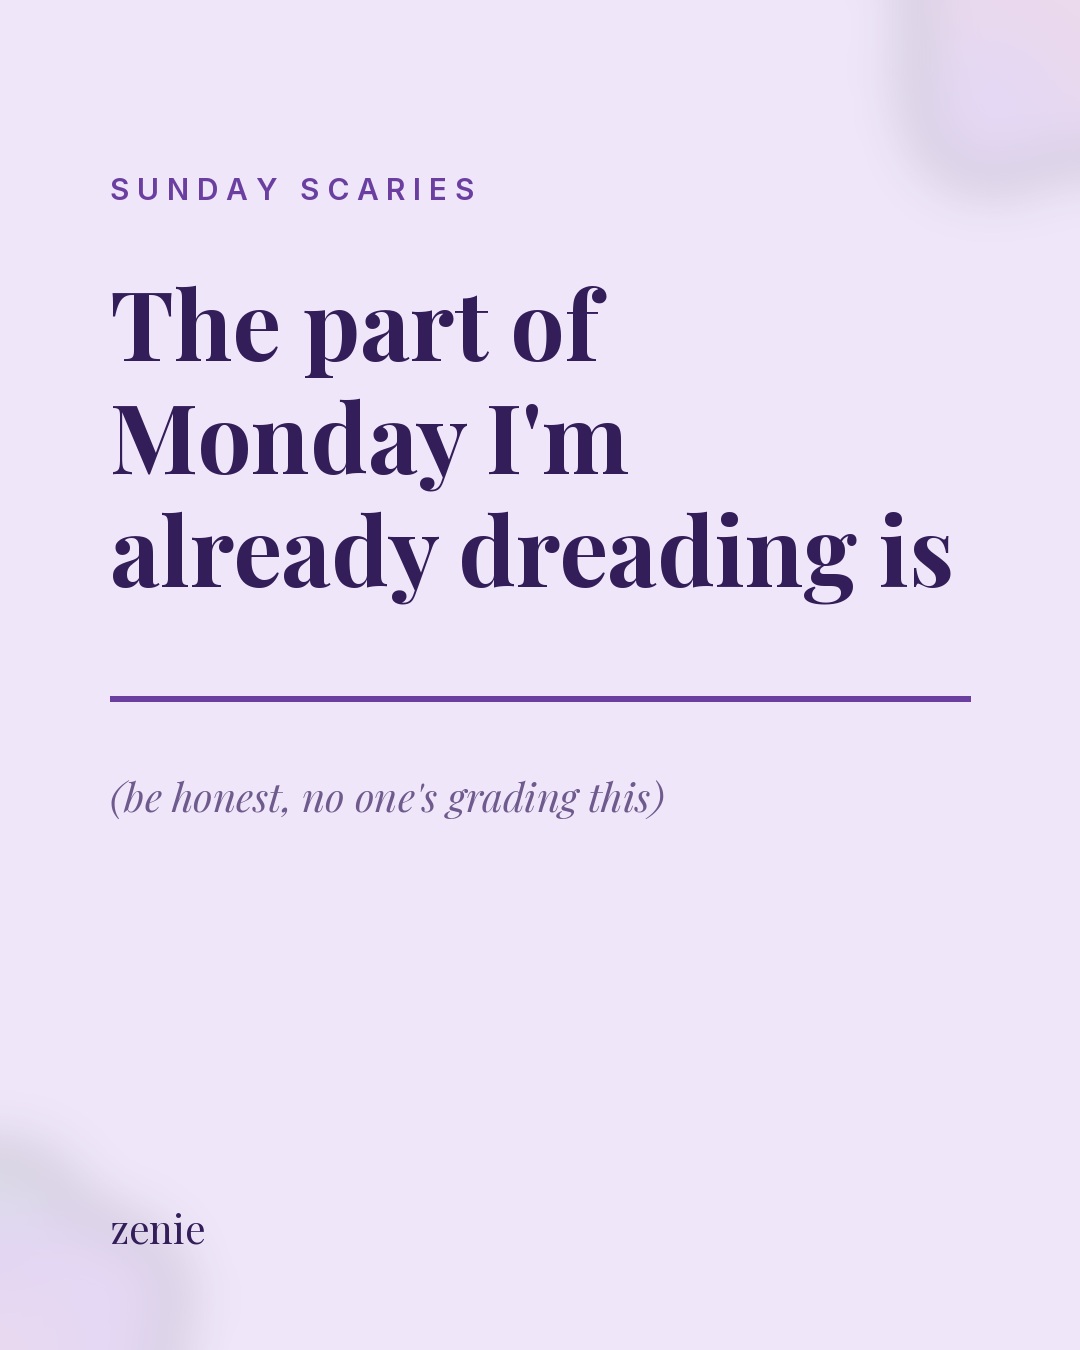 SUNDAY SCARIES
The part of
Monday I'm
already dreading is
(be honest, no one's grading this)
zenie